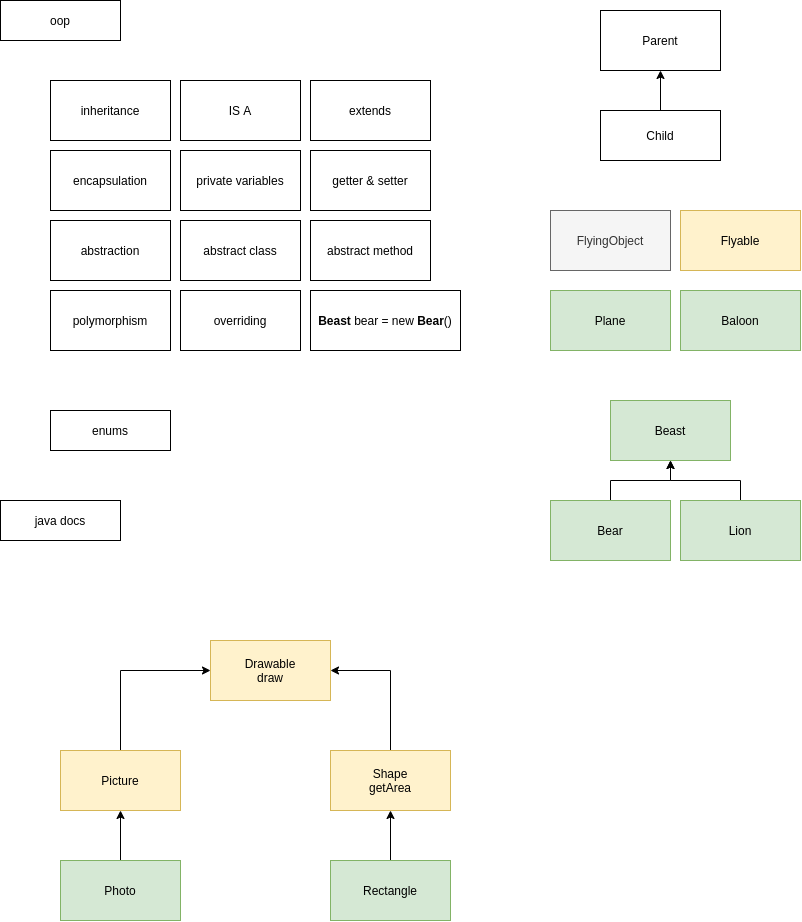 oop
Parent
inheritance
IS A
extends
Child
encapsulation
private variables
getter & setter
abstraction
abstract class
abstract method
FlyingObject
Flyable
polymorphism
overriding
Beast bear = new Bear()
Plane
Baloon
enums
Beast
java docs
Bear
Lion
Drawable
draw
Picture
Shape
getArea
Photo
Rectangle